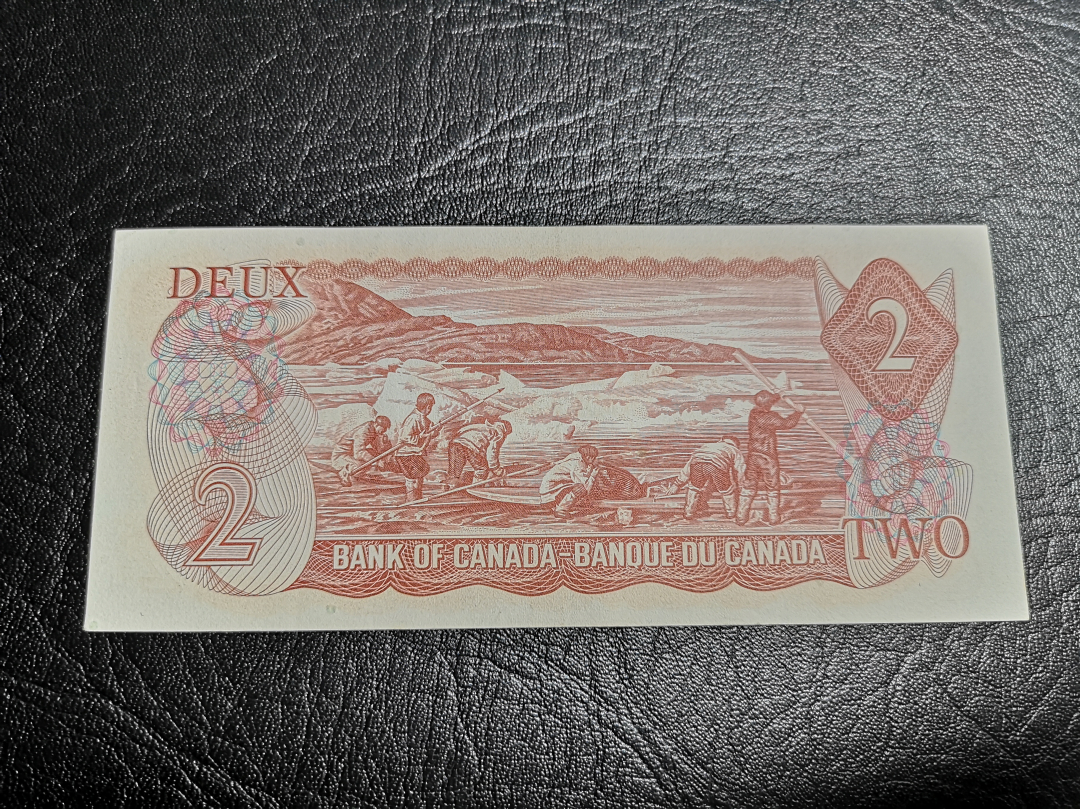 DEUX
2
2
BANK OF CANADA-BANQUE DU CANADA
TWO